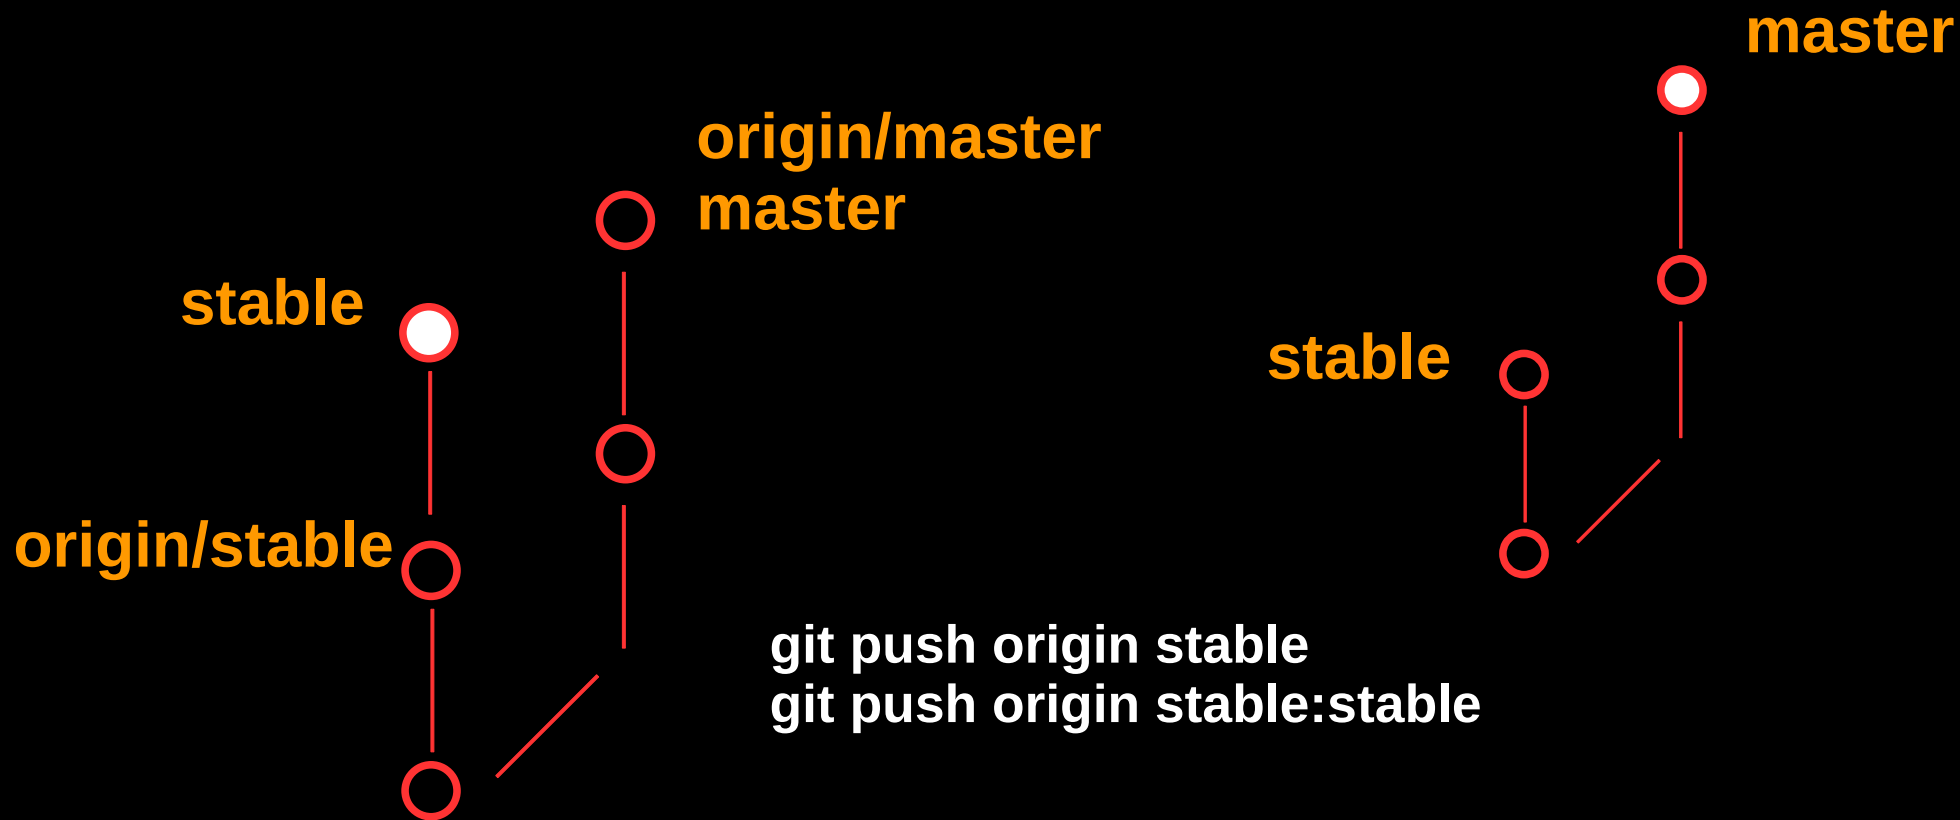 master
origin/master
master
stable
stable
origin/stable
git push origin stable
git push origin stable:stable